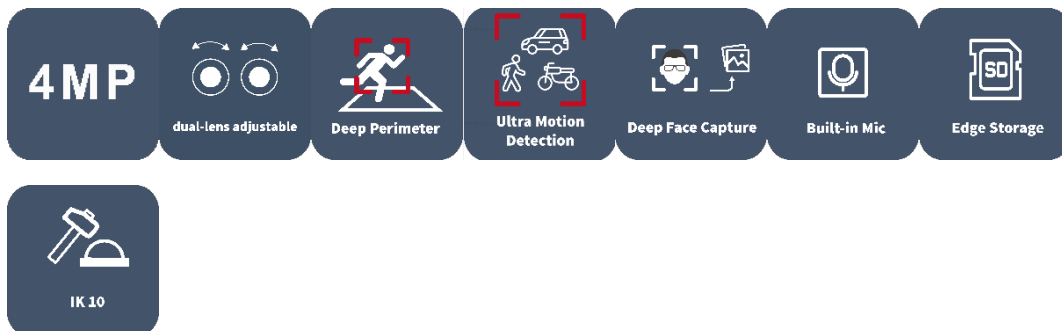 4MP
dual-lens adjustable
Deep Perimeter
Ultra Motion
Detection
Deep Face Capture
Built-in Mic
SD
Edge Storage
IK 10